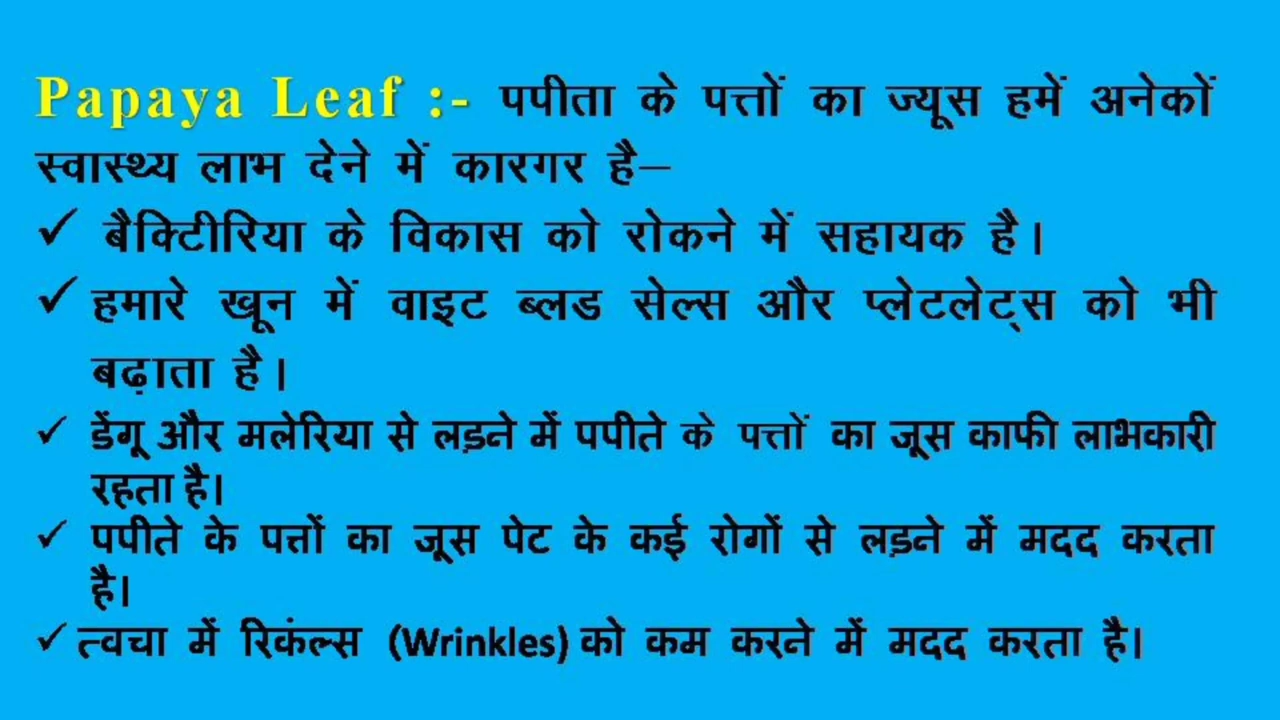 Papaya Leaf :- पपीता के पत्तों का ज्यूस हमें अनेकों
स्वास्थ्य लाभ देने में कारगर है–
✓ बैक्टिीरिया के विकास को रोकने में सहायक है।
✓ हमारे खून में वाइट ब्लड सेल्स और प्लेटलेट्स को भी
बढ़ाता है।
✓ डेंगू और मलेरिया से लड़ने में पपीते के पत्तों का जूस काफी लाभकारी
रहता है।
✓ पपीते के पत्तों का जूस पेट के कई रोगों से लड़ने में मदद करता
है।
✓ त्वचा में रिंकल्स (Wrinkles) को कम करने में मदद करता है।